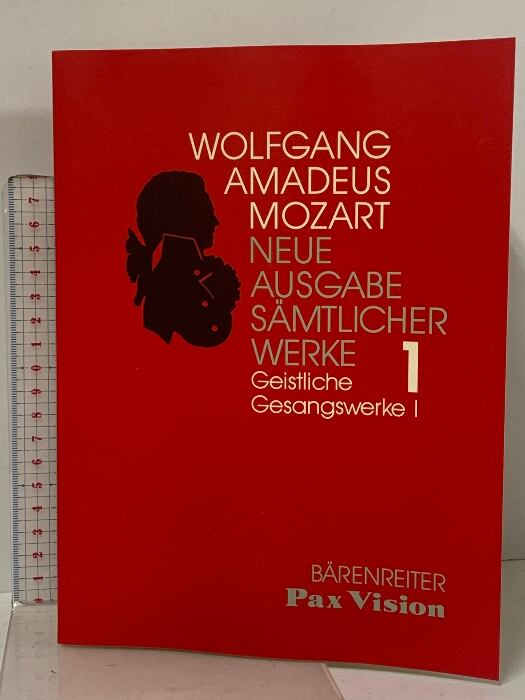 WOLFGANG
AMADEUS
MOZART
NEUE
AUSGABE
SÄMTLICHER
WERKE 1
Geistliche
Gesangswerke I
BÄRENREITER
Pax Vision